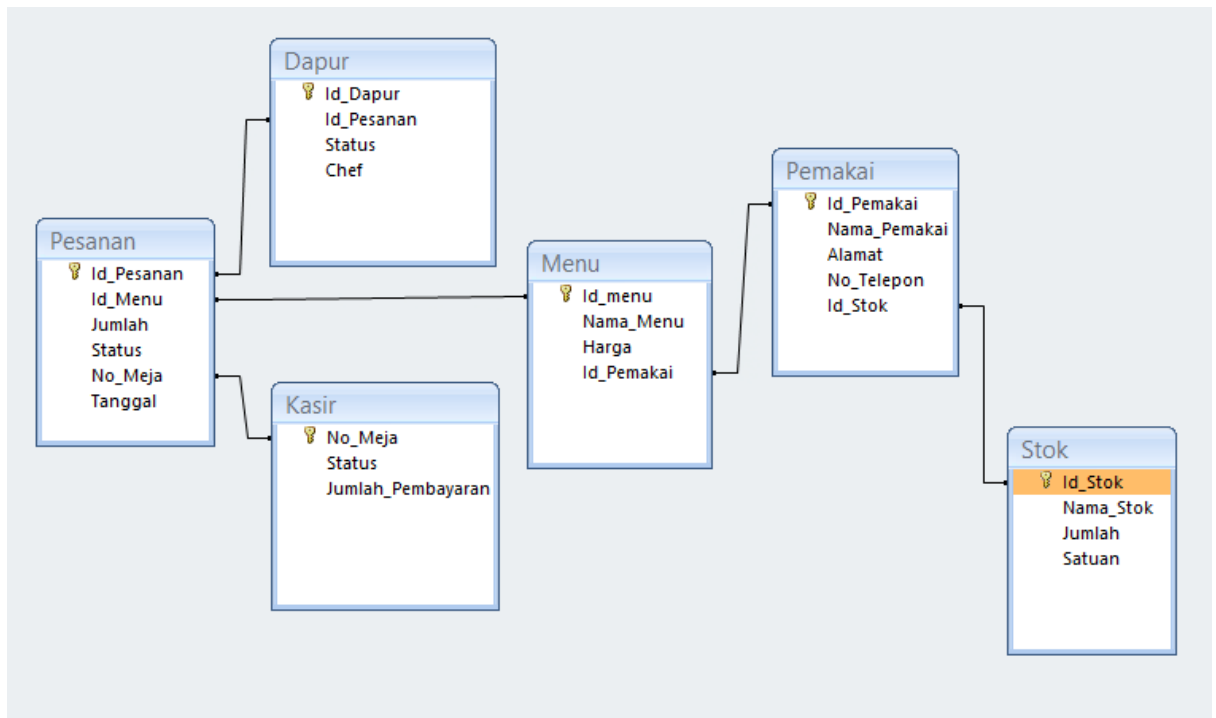 Dapur
Id_Dapur
Id_Pesanan
Status
Chef
Pesanan
Id_Pesanan
Id_Menu
Jumlah
Status
No_Meja
Tanggal
Kasir
No_Meja
Status
Jumlah_Pembayaran
Menu
Id_menu
Nama_Menu
Harga
Id_Pemakai
Pemakai
Id_Pemakai
Nama_Pemakai
Alamat
No_Telepon
Id_Stok
Stok
Id_Stok
Nama_Stok
Jumlah
Satuan